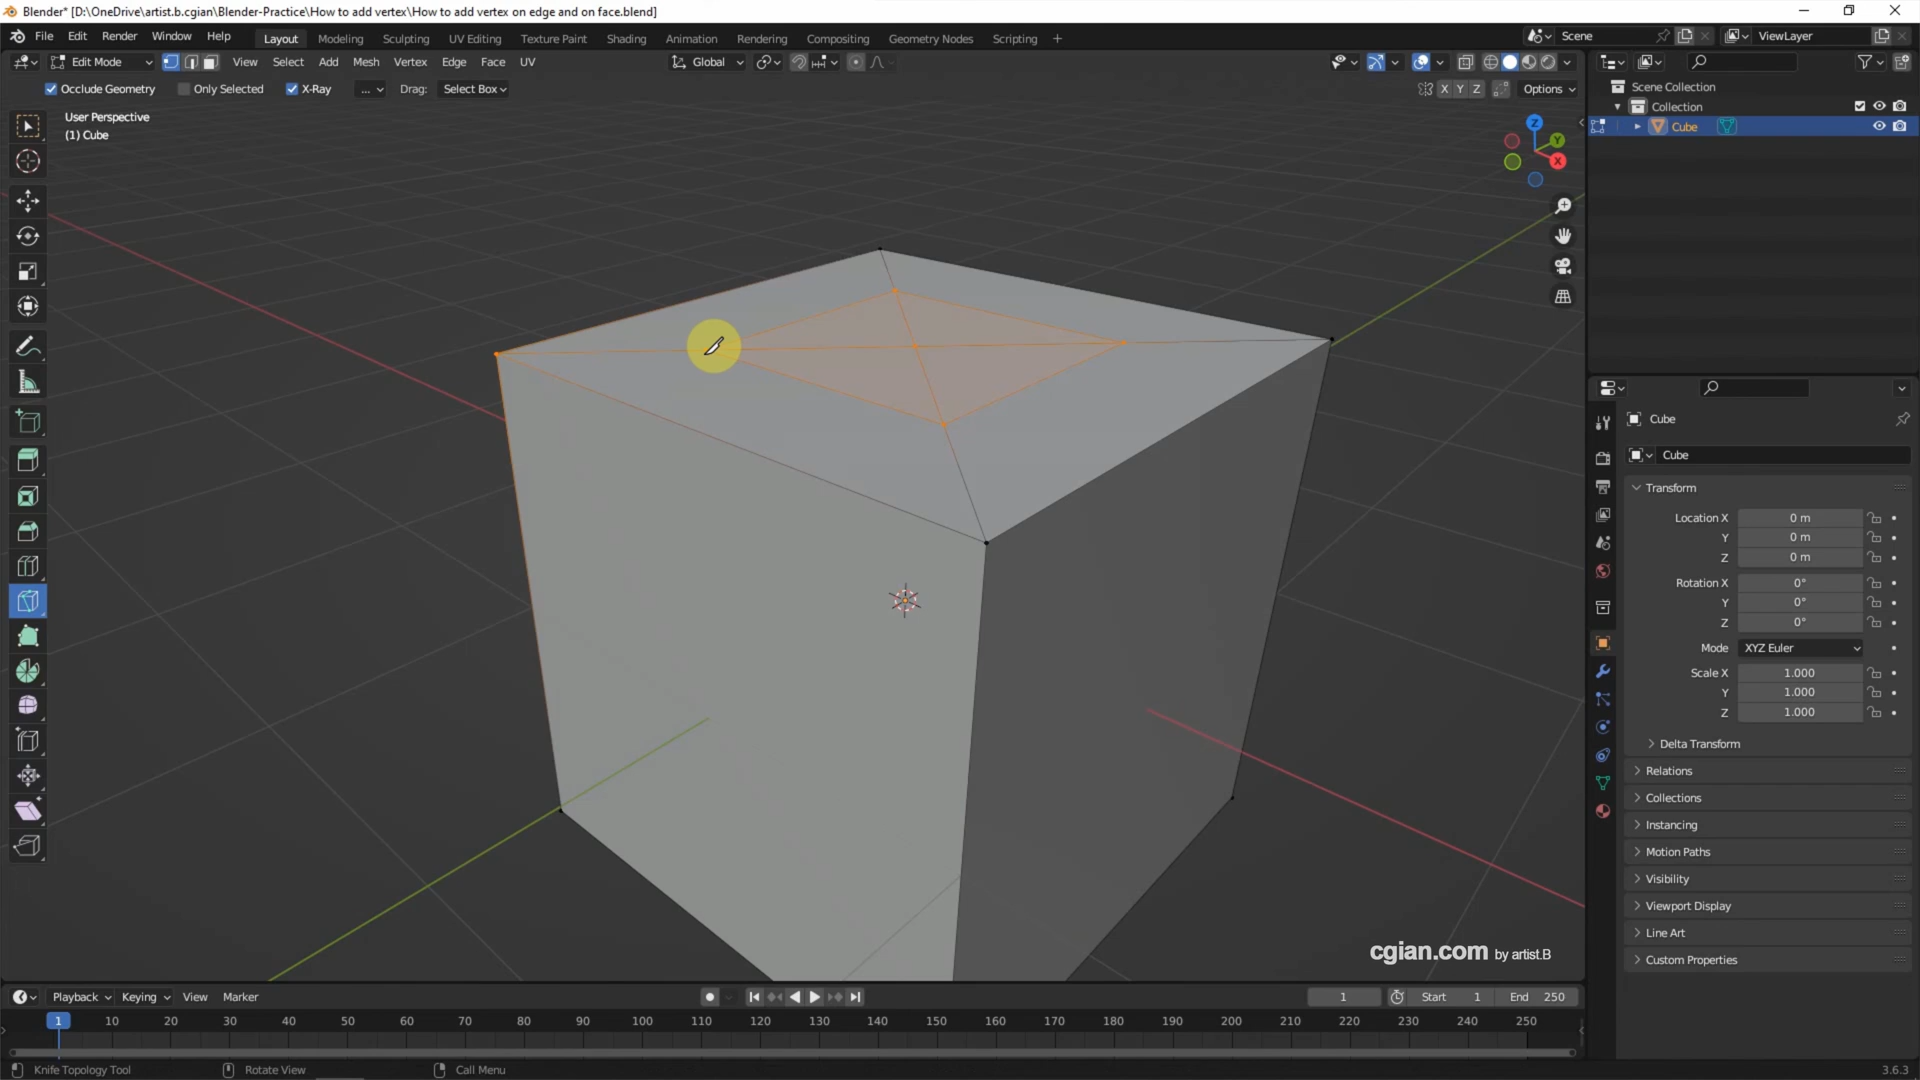 Blender* [D:\OneDrive\artist.b.cgian\Blender-Practice\How to add vertex\How to add vertex on edge and on face.blend]
File Edit Render Window Help Layout Modeling Sculpting UV Editing Texture Paint Shading Animation Rendering Compositing Geometry Nodes Scripting + Scene ViewLayer
Edit Mode View Select Add Mesh Vertex Edge Face UV Global
Occlude Geometry Only Selected X-Ray ... Drag: Select Box X Y Z Options
User Perspective
(1) Cube
Z
Y
X
Scene Collection
Collection
Cube
Cube
Cube
Transform
Location X 0 m
Y 0 m
Z 0 m
Rotation X 0°
Y 0°
Z 0°
Mode XYZ Euler
Scale X 1.000
Y 1.000
Z 1.000
Delta Transform
Relations
Collections
Instancing
Motion Paths
Visibility
Viewport Display
Line Art
Custom Properties
cgian.com by artist.B
Playback Keying View Marker 1 Start 1 End 250
1 10 20 30 40 50 60 70 80 90 100 110 120 130 140 150 160 170 180 190 200 210 220 230 240 250
Knife Topology Tool Rotate View Call Menu 3.6.3